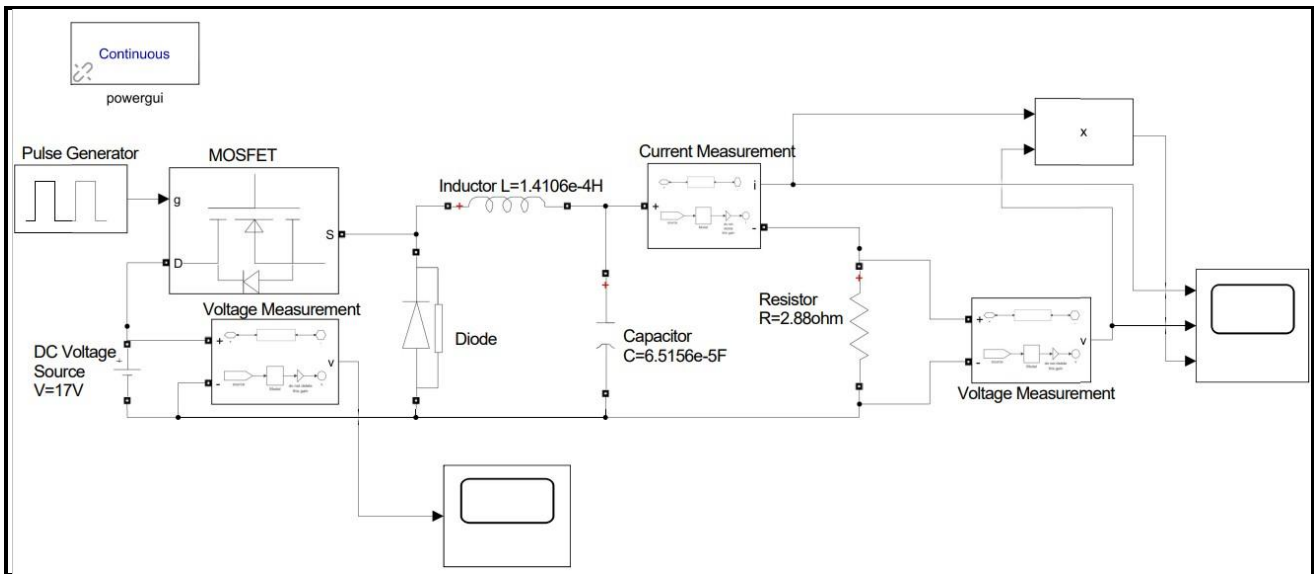 Continuous
powergui
Pulse Generator
MOSFET
g
D
S
Inductor L=1.4106e-4H
Current Measurement
+
i
-
x
DC Voltage
Source
V=17V
+
Voltage Measurement
+
v
-
Diode
Capacitor
C=6.5156e-5F
Resistor
R=2.88ohm
+
v
-
Voltage Measurement